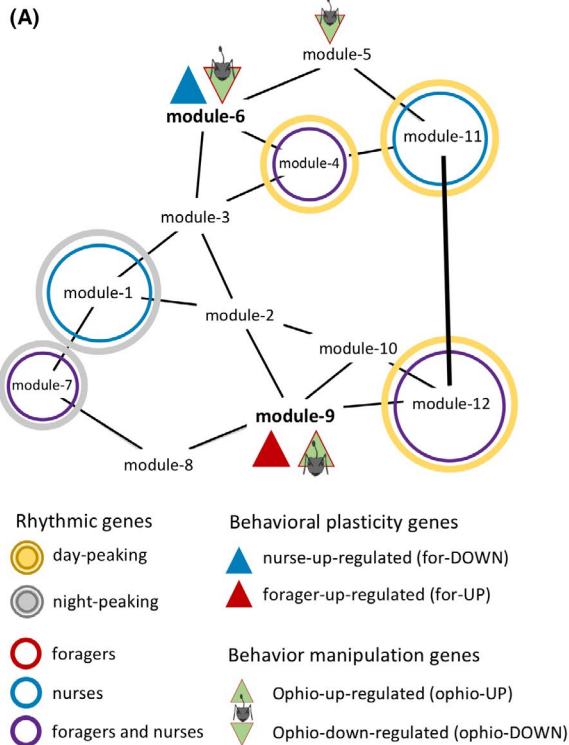 (A)
module-5
module-6
module-11
module-4
module-3
module-1
module-2
module-10
module-7
module-12
module-9
module-8
Rhythmic genes
day-peaking
night-peaking
foragers
nurses
foragers and nurses
Behavioral plasticity genes
nurse-up-regulated (for-DOWN)
forager-up-regulated (for-UP)
Behavior manipulation genes
Ophio-up-regulated (ophio-UP)
Ophio-down-regulated (ophio-DOWN)